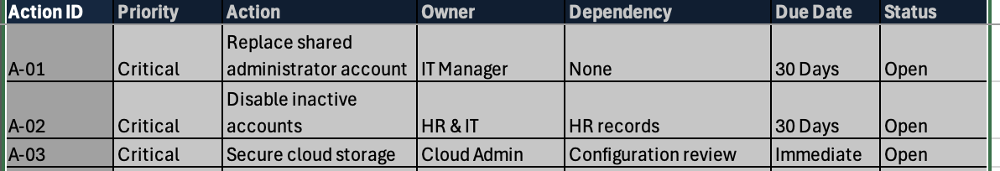 Action ID Priority Action Owner Dependency Due Date Status
Replace shared
A-01 Critical administrator account IT Manager None 30 Days Open
Disable inactive
A-02 Critical accounts HR & IT HR records 30 Days Open
A-03 Critical Secure cloud storage Cloud Admin Configuration review Immediate Open